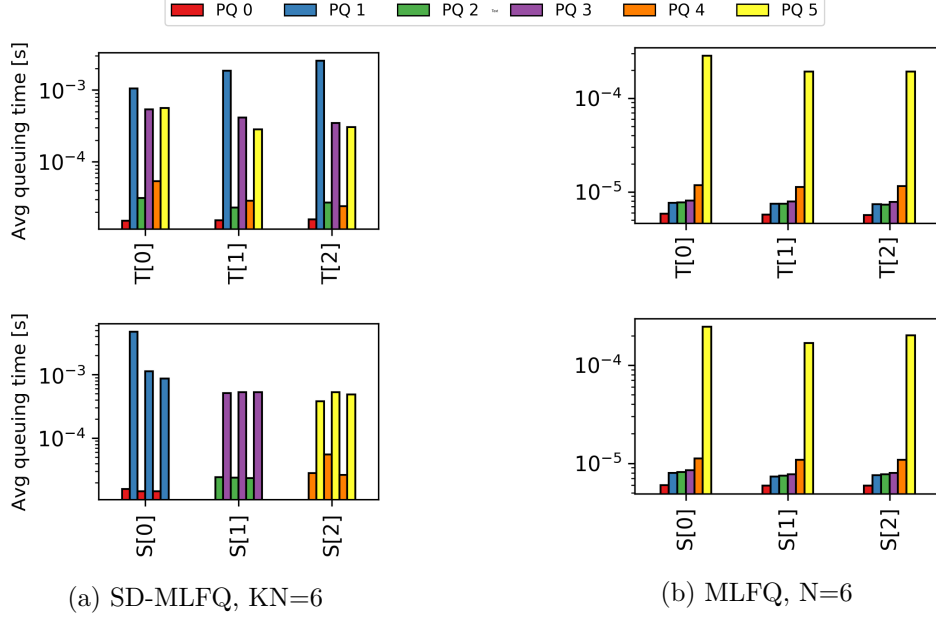 PQ 0 PQ 1 PQ 2 PQ 3 PQ 4 PQ 5
Avg queuing time [s]
10⁻³
10⁻⁴
T[0] T[1] T[2]
10⁻⁴
10⁻⁵
T[0] T[1] T[2]
Avg queuing time [s]
10⁻³
10⁻⁴
S[0] S[1] S[2]
10⁻⁴
10⁻⁵
S[0] S[1] S[2]
(a) SD-MLFQ, KN=6
(b) MLFQ, N=6